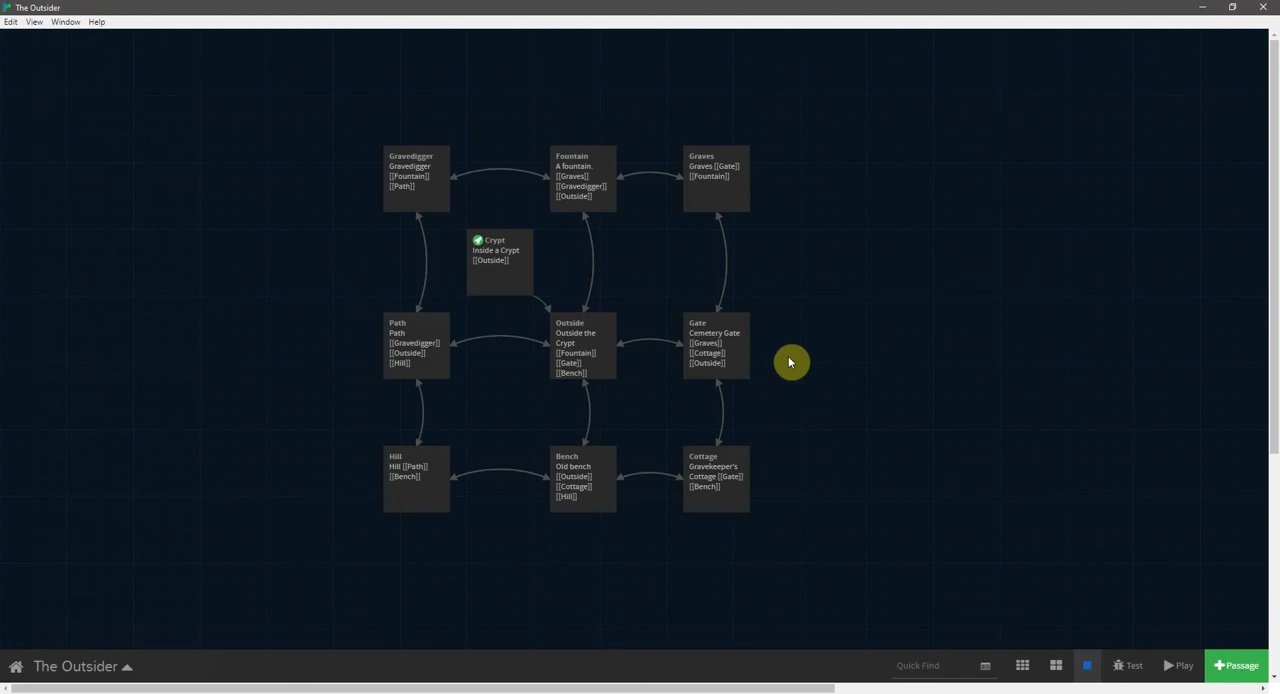 The Outsider
Edit View Window Help
Gravedigger
Gravedigger
[[Fountain]]
[[Path]]
Fountain
A fountain.
[[Graves]]
[[Gravedigger]]
[[Outside]]
Graves
Graves [[Gate]]
[[Fountain]]
Crypt
Inside a Crypt
[[Outside]]
Path
Path
[[Gravedigger]]
[[Outside]]
[[Hill]]
Outside
Outside the
Crypt
[[Fountain]]
[[Gate]]
[[Bench]]
Gate
Cemetery Gate
[[Graves]]
[[Cottage]]
[[Outside]]
Hill
Hill [[Path]]
[[Bench]]
Bench
Old bench
[[Outside]]
[[Cottage]]
[[Hill]]
Cottage
Gravekeeper's
Cottage [[Gate]]
[[Bench]]
The Outsider
Quick Find
Test
Play
+Passage